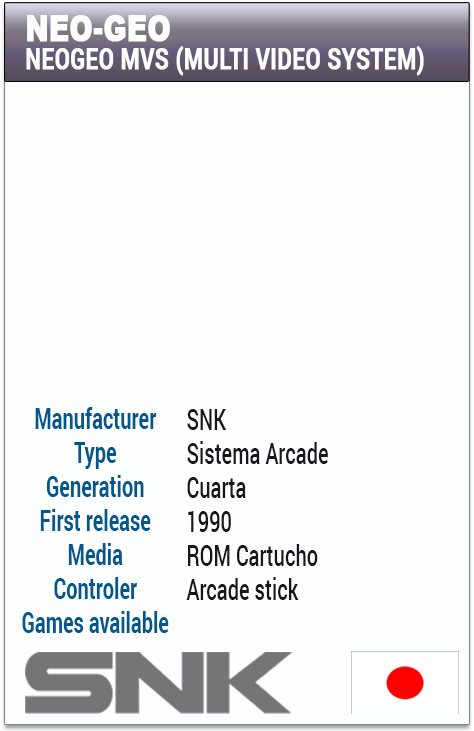 NEO-GEO
NEOGEO MVS (MULTI VIDEO SYSTEM)
Manufacturer SNK
Type Sistema Arcade
Generation Cuarta
First release 1990
Media ROM Cartucho
Controler Arcade stick
Games available
SNK